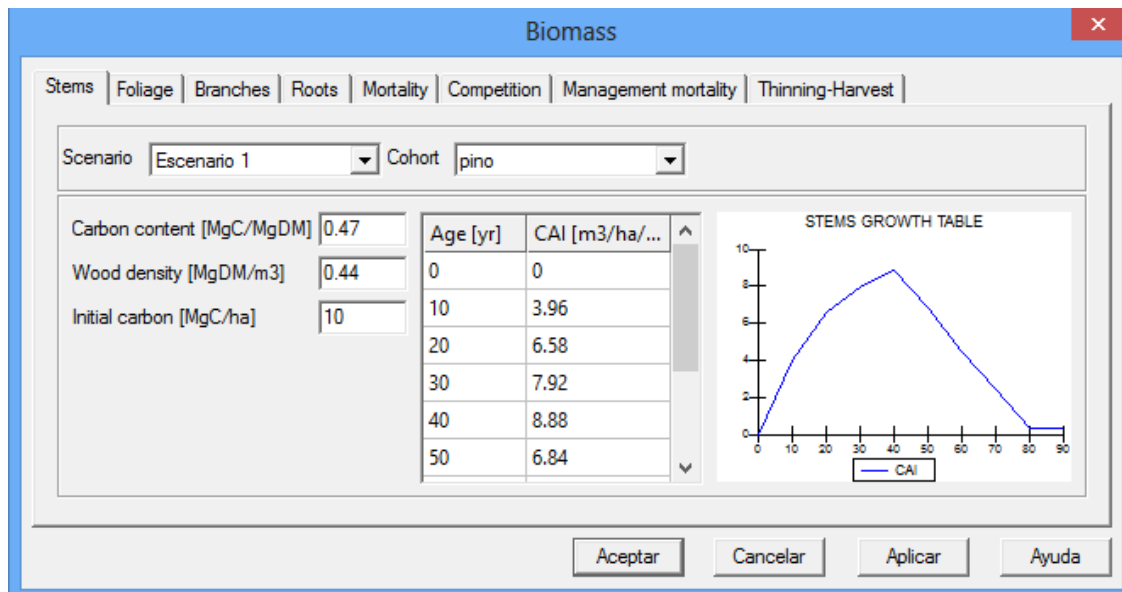 Biomass
Stems Foliage Branches Roots Mortality Competition Management mortality Thinning-Harvest
Scenario Escenario 1 Cohort pino
Carbon content [MgC/MgDM] 0.47
Wood density [MgDM/m3] 0.44
Initial carbon [MgC/ha] 10
Age [yr] CAI [m3/ha/...
0 0
10 3.96
20 6.58
30 7.92
40 8.88
50 6.84
STEMS GROWTH TABLE
10
8
6
4
2
0
0 10 20 30 40 50 60 70 80 90
CAI
Aceptar Cancelar Aplicar Ayuda